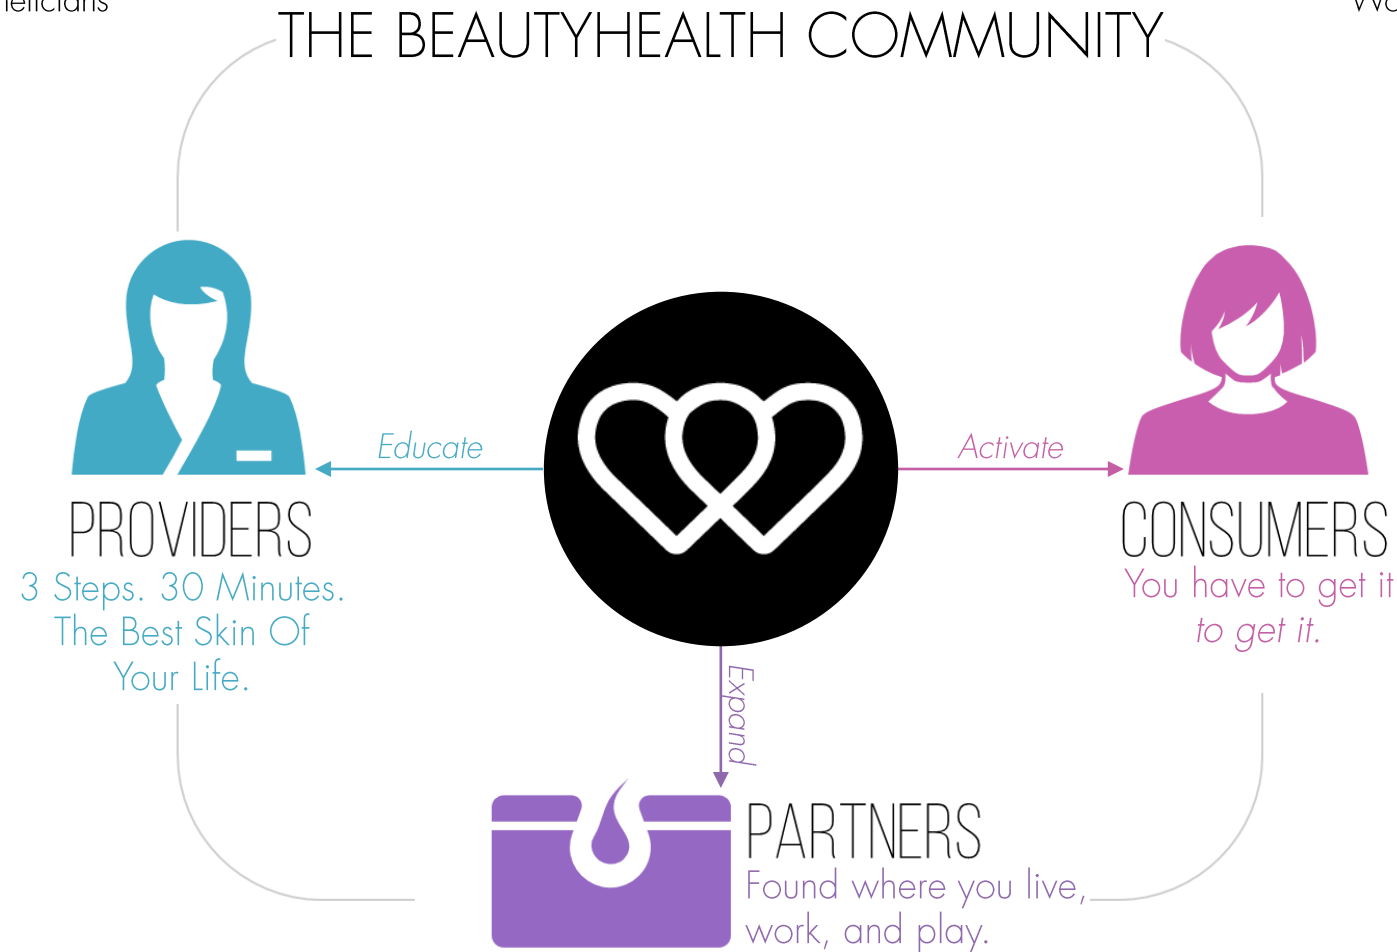 THE BEAUTYHEALTH COMMUNITY
Educate
Activate
PROVIDERS
3 Steps. 30 Minutes.
The Best Skin Of
Your Life.
CONSUMERS
You have to get it
to get it.
Expand
PARTNERS
Found where you live,
work, and play.